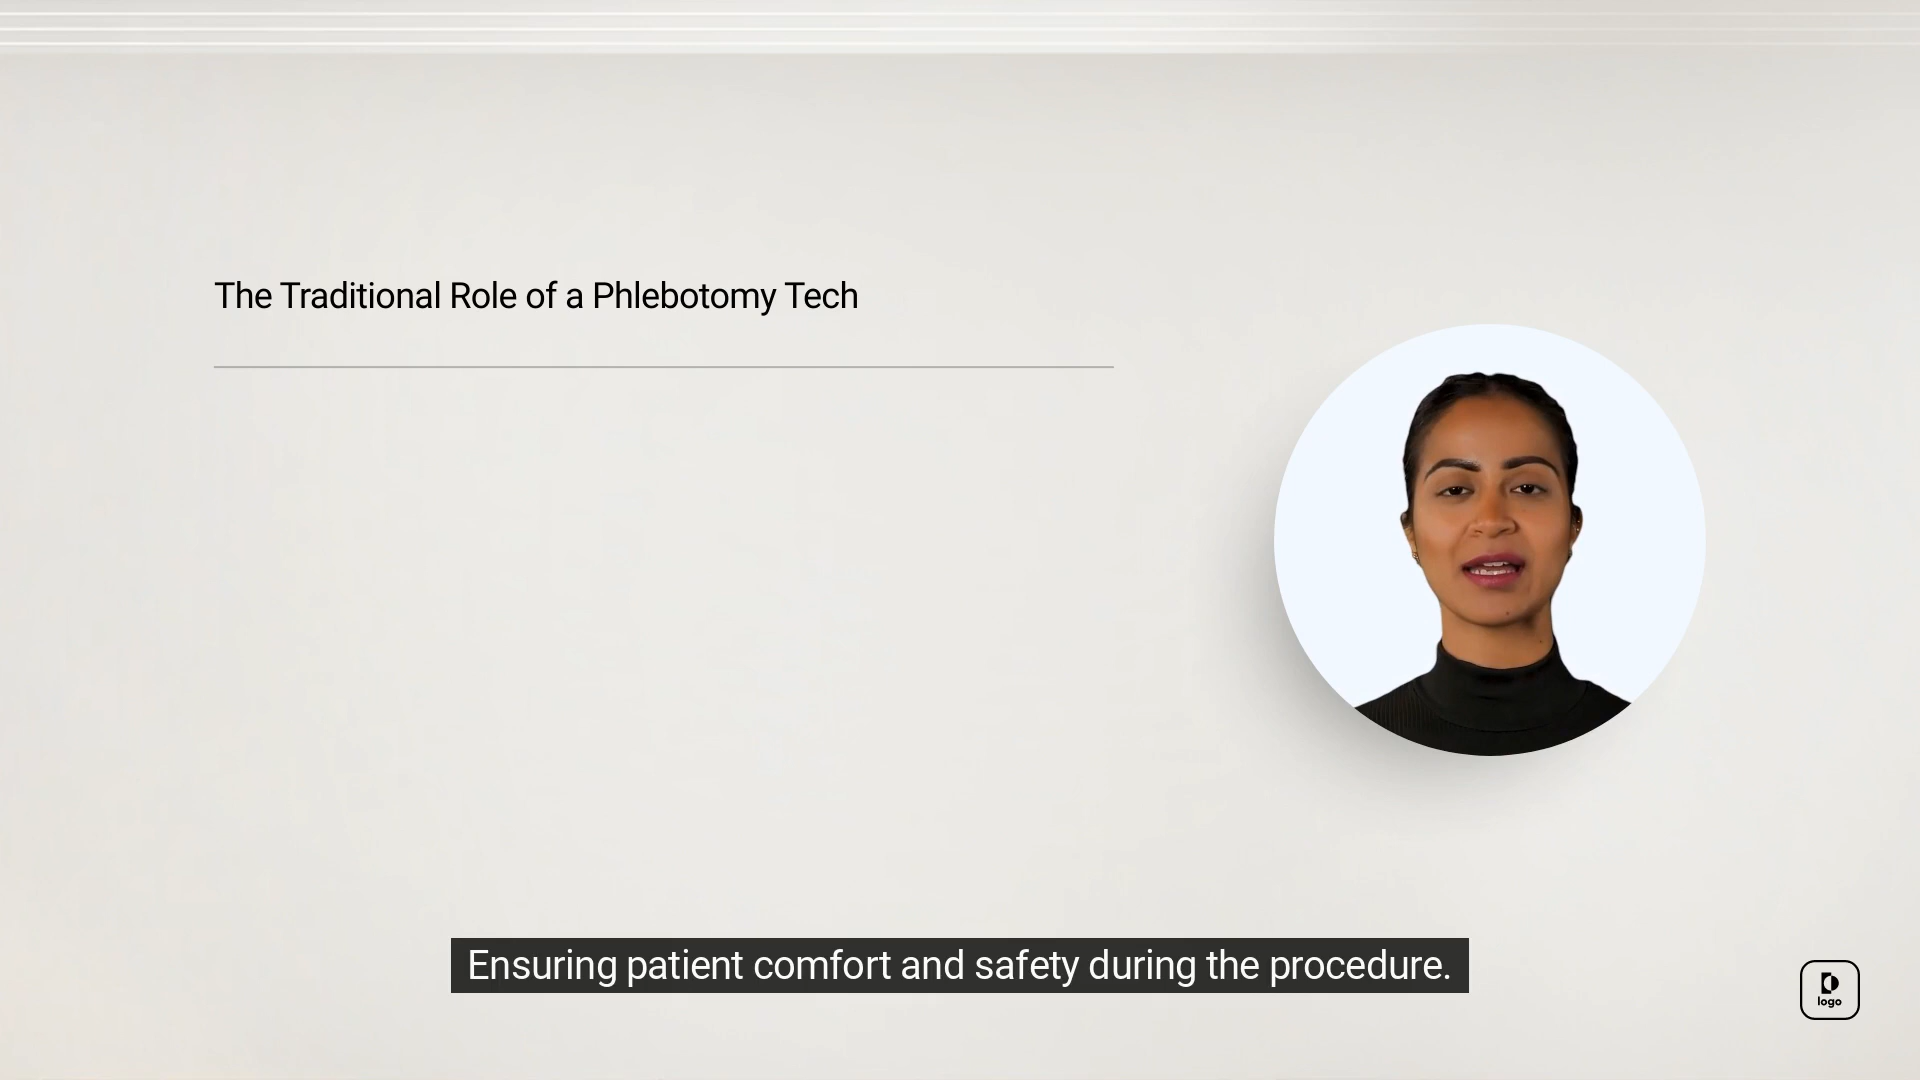 The Traditional Role of a Phlebotomy Tech
Ensuring patient comfort and safety during the procedure.
logo